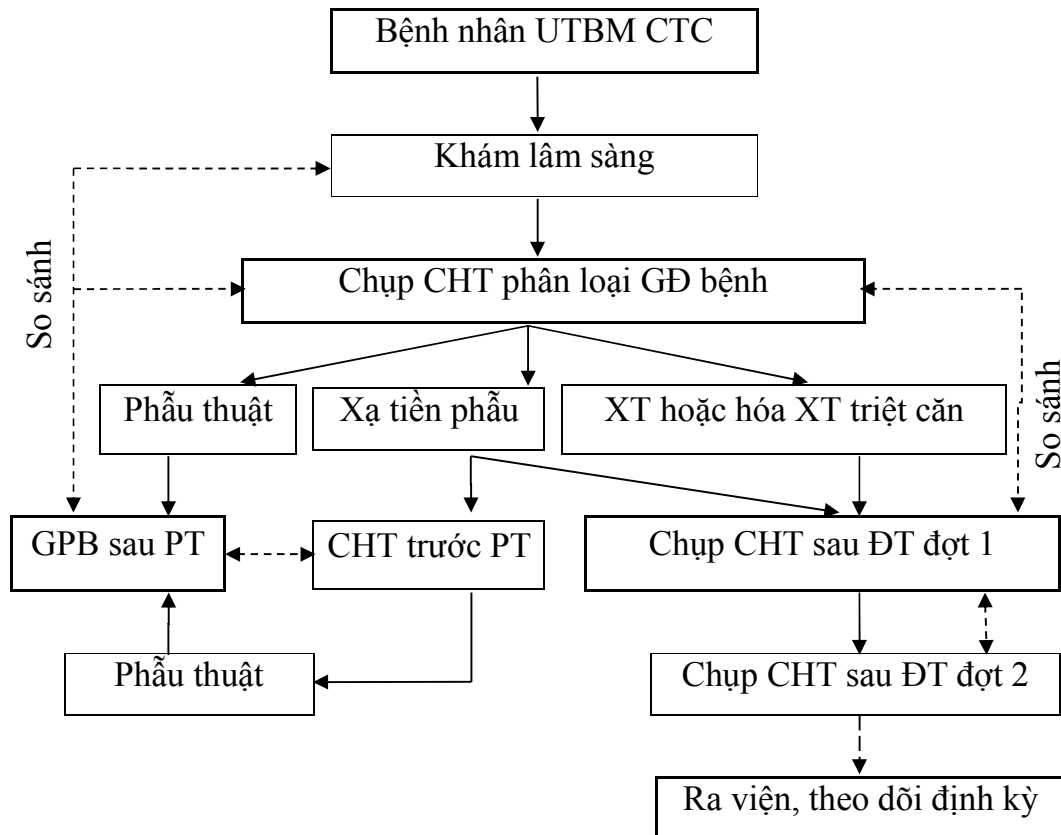 Bệnh nhân UTBM CTC
Khám lâm sàng
So sánh
Chụp CHT phân loại GĐ bệnh
Phẫu thuật
Xạ tiền phẫu
XT hoặc hóa XT triệt căn
So sánh
GPB sau PT
CHT trước PT
Chụp CHT sau ĐT đợt 1
Phẫu thuật
Chụp CHT sau ĐT đợt 2
Ra viện, theo dõi định kỳ